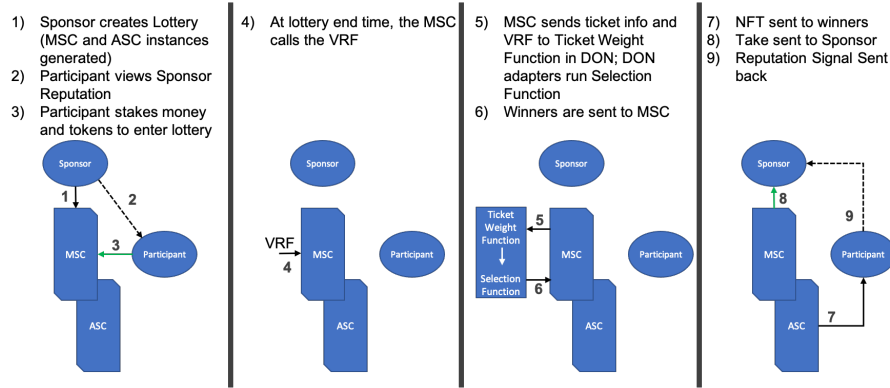 1) Sponsor creates Lottery
(MSC and ASC instances
generated)
2) Participant views Sponsor
Reputation
3) Participant stakes money
and tokens to enter lottery
Sponsor
1
2
MSC
3
Participant
ASC
4) At lottery end time, the MSC
calls the VRF
Sponsor
VRF
4
MSC
Participant
ASC
5) MSC sends ticket info and
VRF to Ticket Weight
Function in DON; DON
adapters run Selection
Function
6) Winners are sent to MSC
Sponsor
Ticket
Weight
Function
5
Selection
Function
6
MSC
Participant
ASC
7) NFT sent to winners
8) Take sent to Sponsor
9) Reputation Signal Sent
back
Sponsor
8
9
MSC
Participant
ASC
7